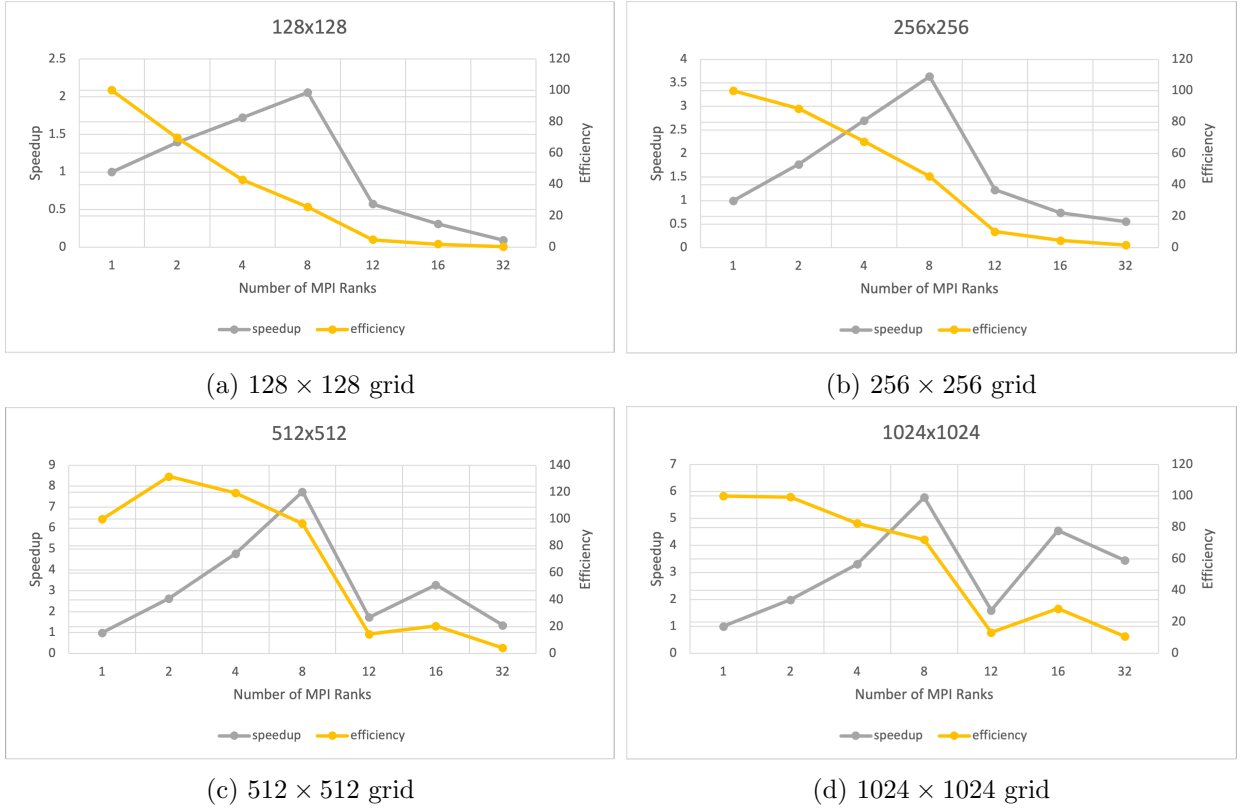 128x128
2.5
2
1.5
1
0.5
0
Speedup
120
100
80
60
40
20
0
Efficiency
1 2 4 8 12 16 32
Number of MPI Ranks
speedup efficiency
(a) 128 × 128 grid
256x256
4
3.5
3
2.5
2
1.5
1
0.5
0
Speedup
120
100
80
60
40
20
0
Efficiency
1 2 4 8 12 16 32
Number of MPI Ranks
speedup efficiency
(b) 256 × 256 grid
512x512
9
8
7
6
5
4
3
2
1
0
Speedup
140
120
100
80
60
40
20
0
Efficiency
1 2 4 8 12 16 32
Number of MPI Ranks
speedup efficiency
(c) 512 × 512 grid
1024x1024
7
6
5
4
3
2
1
0
Speedup
120
100
80
60
40
20
0
Efficiency
1 2 4 8 12 16 32
Number of MPI Ranks
speedup efficiency
(d) 1024 × 1024 grid